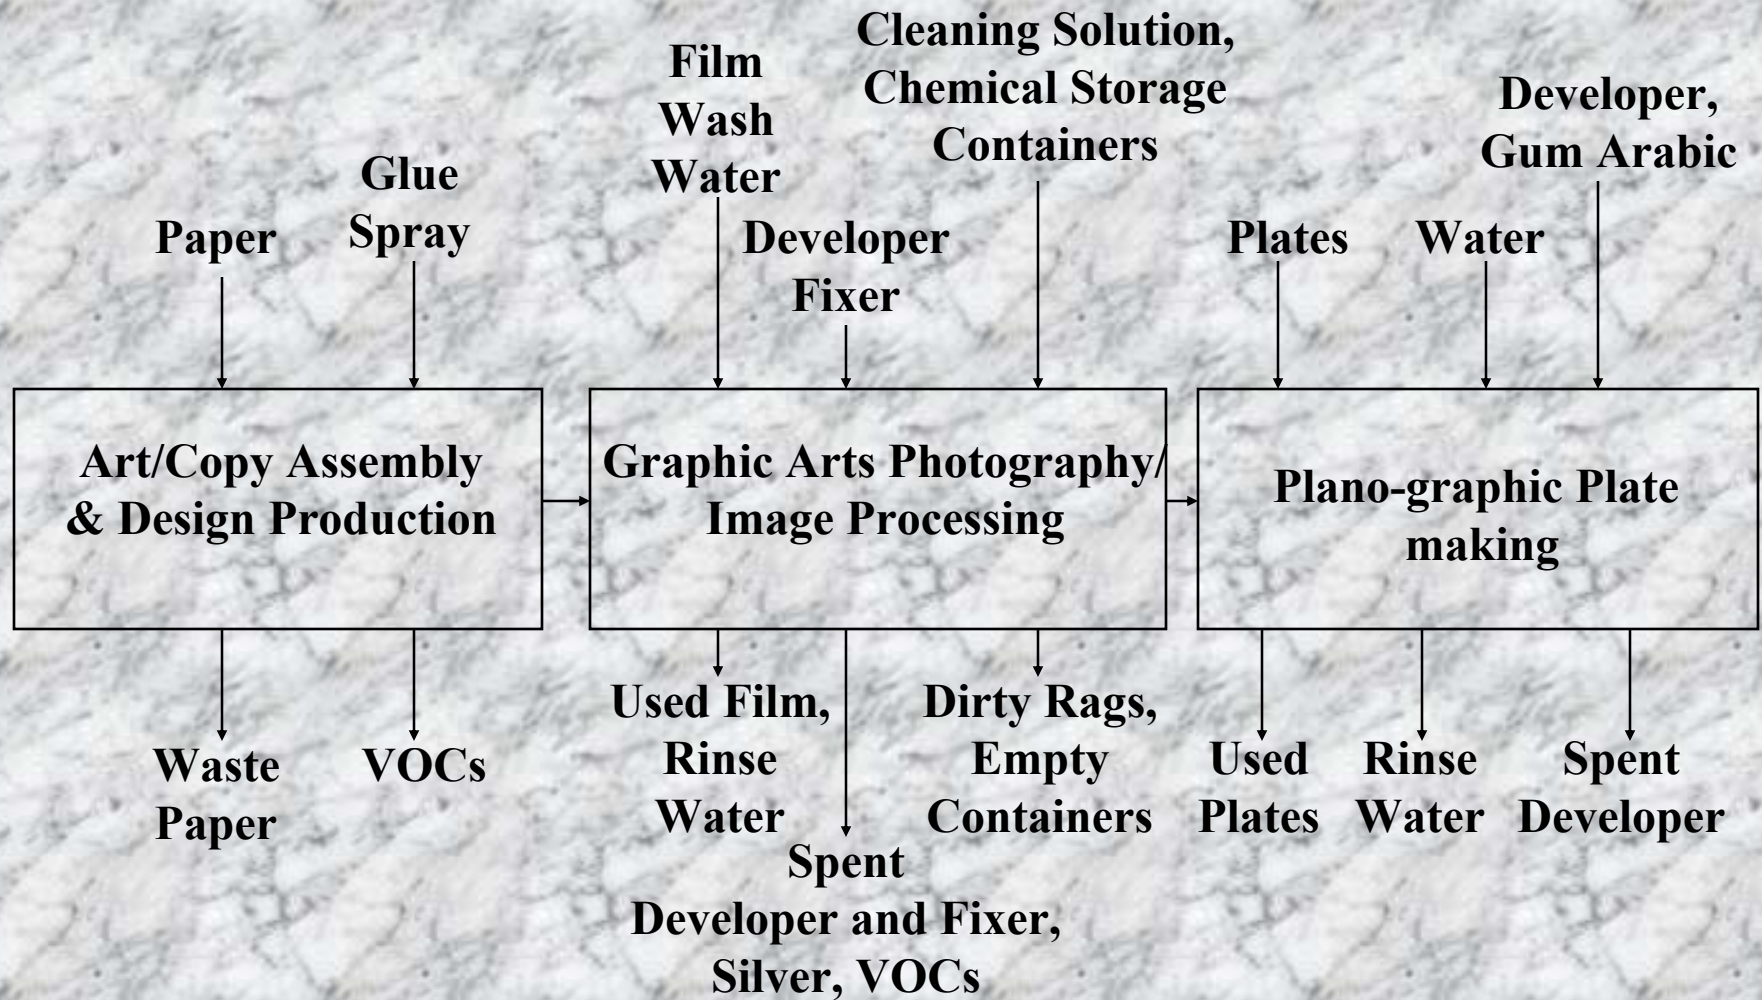 Paper
Glue
Spray
Film
Wash
Water
Developer
Fixer
Cleaning Solution,
Chemical Storage
Containers
Plates
Water
Developer,
Gum Arabic
Art/Copy Assembly
& Design Production
Graphic Arts Photography/
Image Processing
Plano-graphic Plate
making
Waste
Paper
VOCs
Used Film,
Rinse
Water
Spent
Developer and Fixer,
Silver, VOCs
Dirty Rags,
Empty
Containers
Used
Plates
Rinse
Water
Spent
Developer